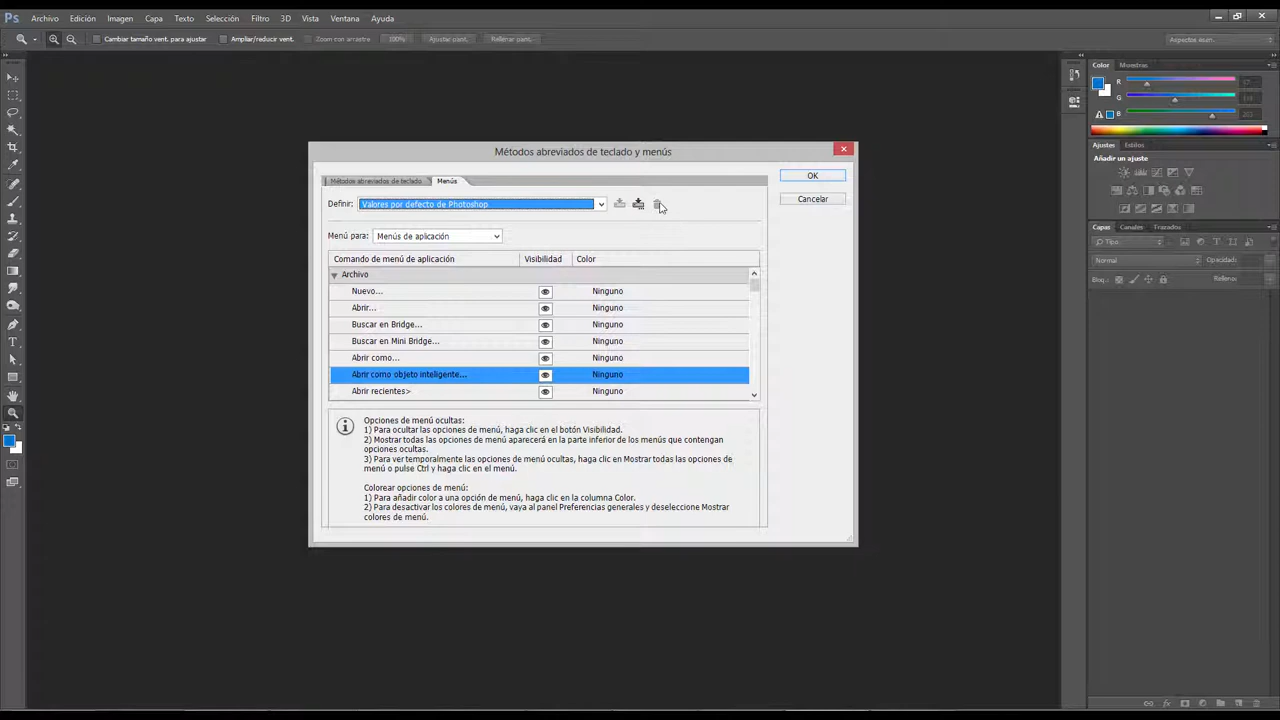 Ps Archivo Edición Imagen Capa Texto Selección Filtro 3D Vista Ventana Ayuda
Cambiar tamaño vent. para ajustar Ampliar/reducir vent. Todo con arrastre 100% Ajustar pant. Rellenar pant. Aspectos esen.
Color Muestras
R
G
B
Ajustes Estilos
Añadir un ajuste
Capas Canales Trazados
Tipo
Normal Opacidad:
Bloq.: Relleno:
Métodos abreviados de teclado y menús
Métodos abreviados de teclado Menús
Definir: Valores por defecto de Photoshop
OK
Cancelar
Menú para: Menús de aplicación
Comando de menú de aplicación Visibilidad Color
Archivo
Nuevo... Ninguno
Abrir... Ninguno
Buscar en Bridge... Ninguno
Buscar en Mini Bridge... Ninguno
Abrir como... Ninguno
Abrir como objeto inteligente... Ninguno
Abrir recientes> Ninguno
Opciones de menú ocultas:
1) Para ocultar las opciones de menú, haga clic en el botón Visibilidad.
2) Mostrar todas las opciones de menú aparecerá en la parte inferior de los menús que contengan
opciones ocultas.
3) Para ver temporalmente las opciones de menú ocultas, haga clic en Mostrar todas las opciones de
menú o pulse Ctrl y haga clic en el menú.
Colorear opciones de menú:
1) Para añadir color a una opción de menú, haga clic en la columna Color.
2) Para desactivar los colores de menú, vaya al panel Preferencias generales y deseleccione Mostrar
colores de menú.